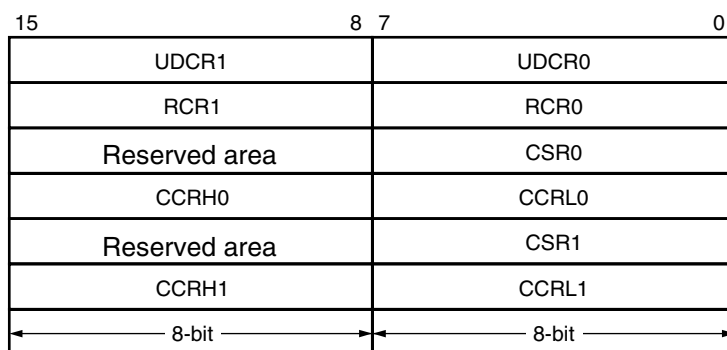 15 8 7 0
UDCR1 UDCR0
RCR1 RCR0
Reserved area CSR0
CCRH0 CCRL0
Reserved area CSR1
CCRH1 CCRL1
8-bit 8-bit